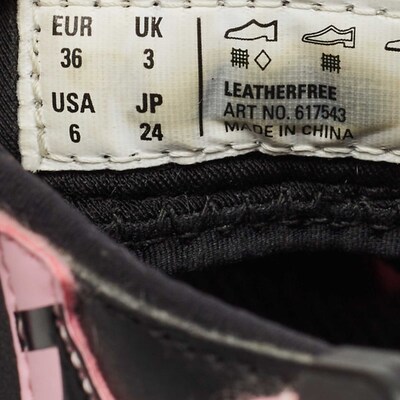 EUR UK
36 3
USA JP
6 24
LEATHERFREE
ART NO. 617543
MADE IN CHINA